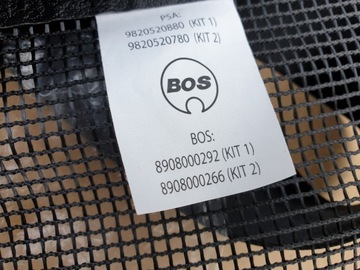 PSA:
9820520880 (KIT 1)
9820520780 (KIT 2)
BOS
BOS:
8908000292 (KIT 1)
8908000266 (KIT 2)